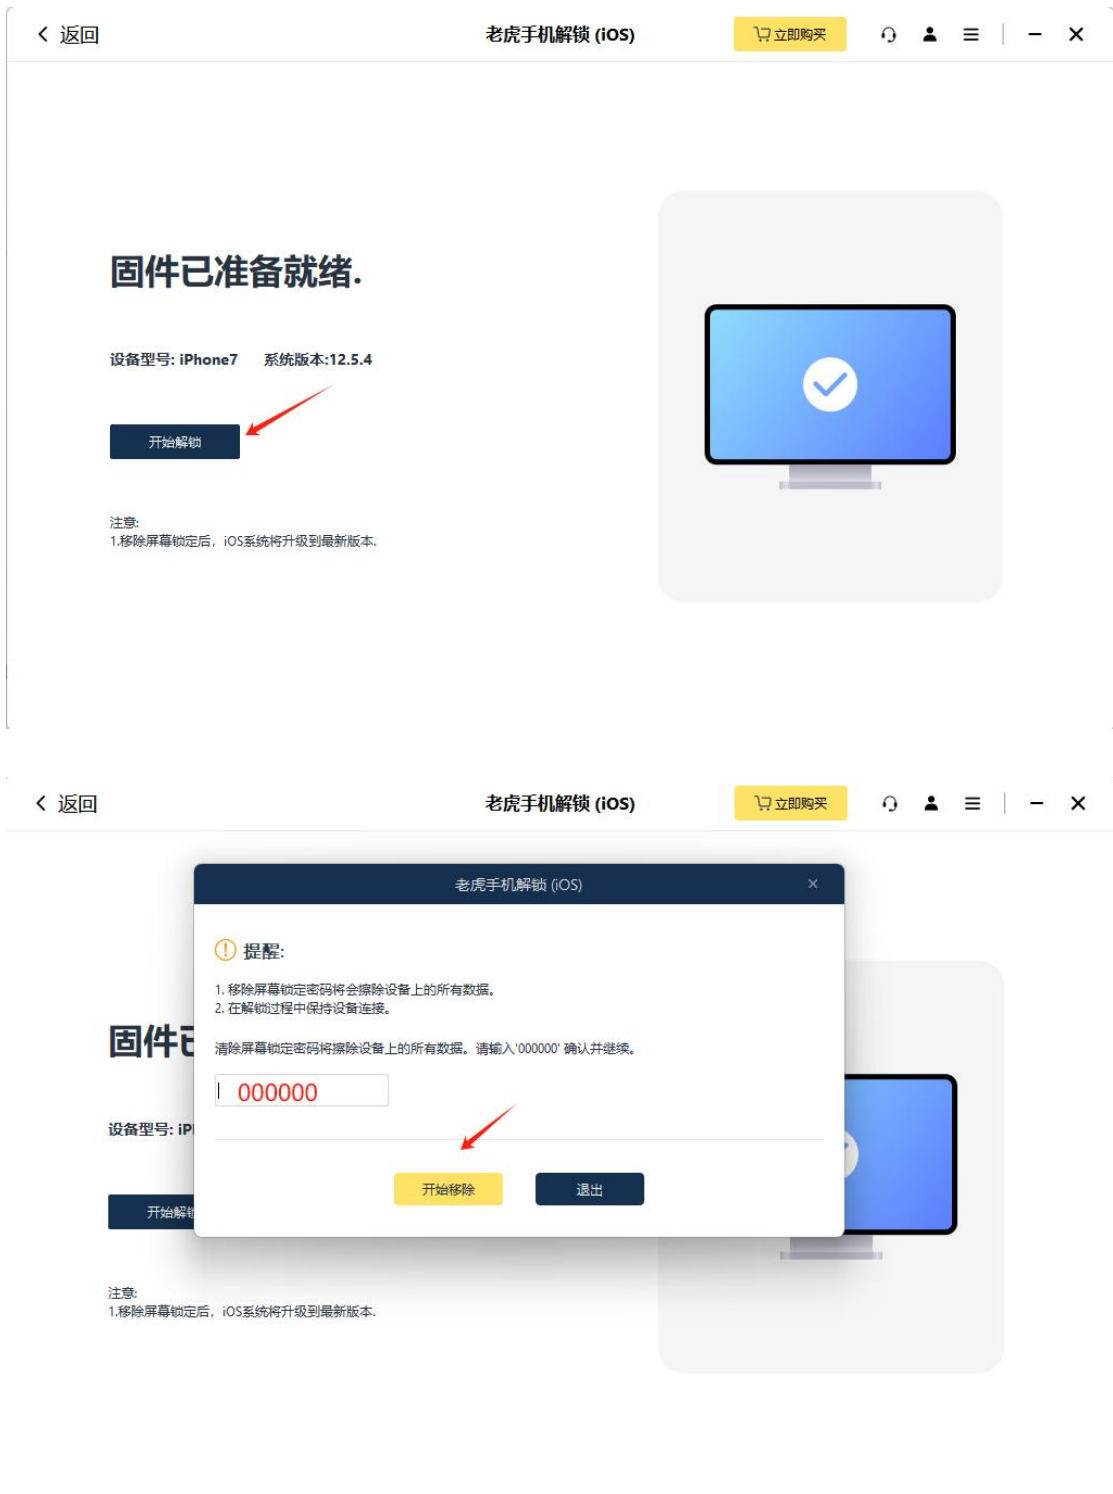 返回
老虎手机解锁 (iOS)
立即购买
固件已准备就绪.
设备型号: iPhone7 系统版本:12.5.4
开始解锁
注意:
1.移除屏幕锁定后，iOS系统将升级到最新版本.
返回
老虎手机解锁 (iOS)
立即购买
老虎手机解锁 (iOS)
提醒:
1. 移除屏幕锁定密码将会擦除设备上的所有数据。
2. 在解锁过程中保持设备连接。
固件已
清除屏幕锁定密码将擦除设备上的所有数据。请输入'000000' 确认并继续。
000000
设备型号: iP
开始移除
退出
开始解锁
注意:
1.移除屏幕锁定后，iOS系统将升级到最新版本.